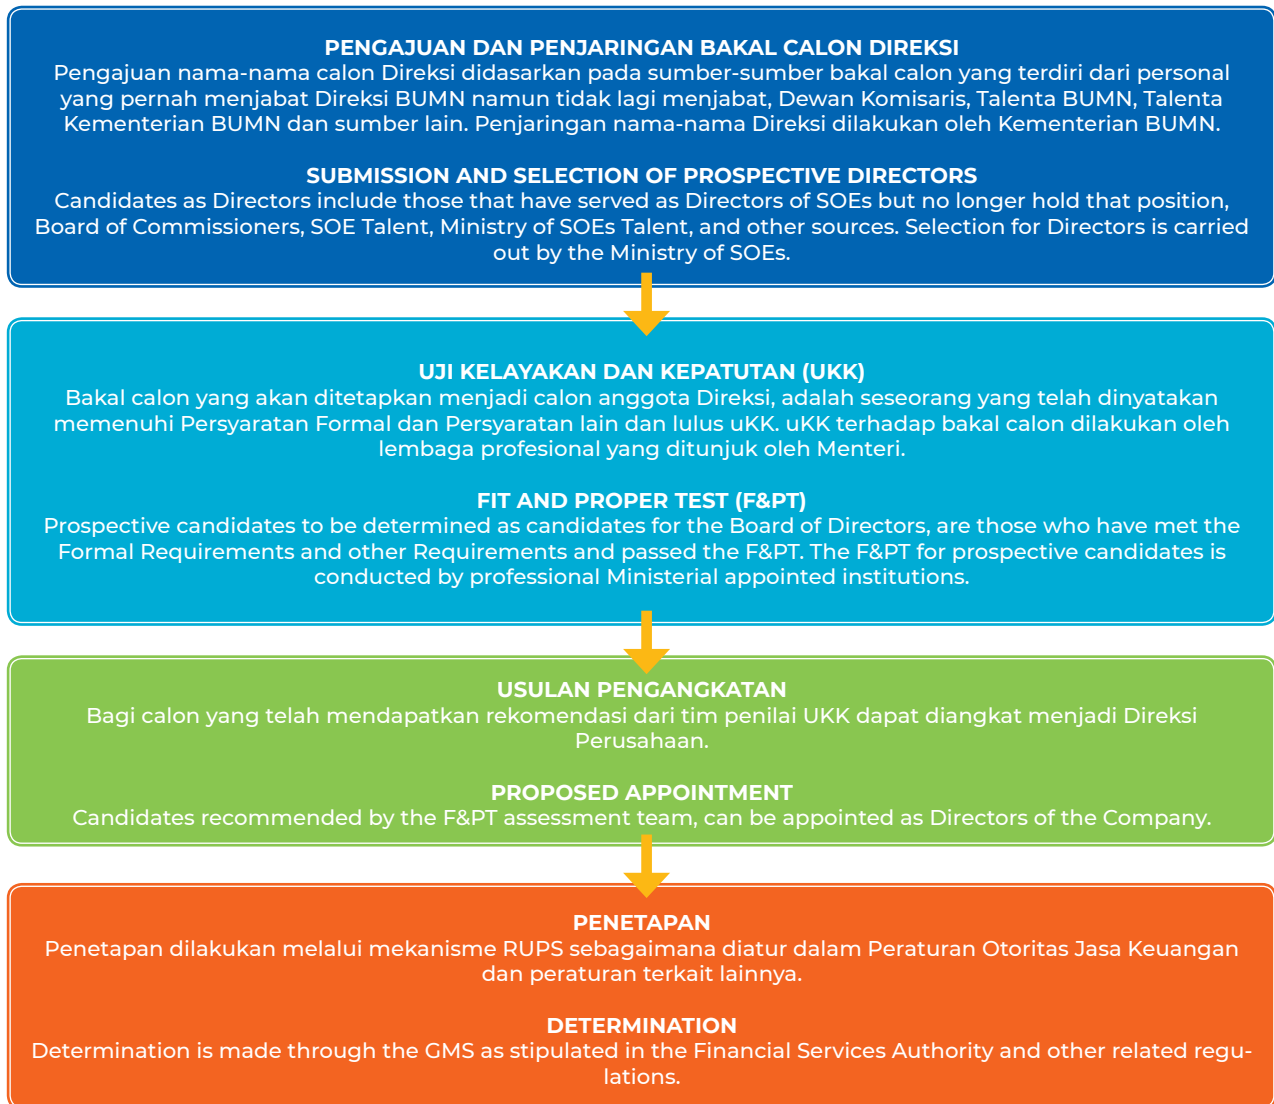 PENGAJUAN DAN PENJARINGAN BAKAL CALON DIREKSI
Pengajuan nama-nama calon Direksi didasarkan pada sumber-sumber bakal calon yang terdiri dari personal
yang pernah menjabat Direksi BUMN namun tidak lagi menjabat, Dewan Komisaris, Talenta BUMN, Talenta
Kementerian BUMN dan sumber lain. Penjaringan nama-nama Direksi dilakukan oleh Kementerian BUMN.
SUBMISSION AND SELECTION OF PROSPECTIVE DIRECTORS
Candidates as Directors include those that have served as Directors of SOEs but no longer hold that position,
Board of Commissioners, SOE Talent, Ministry of SOEs Talent, and other sources. Selection for Directors is carried
out by the Ministry of SOEs.
UJI KELAYAKAN DAN KEPATUTAN (UKK)
Bakal calon yang akan ditetapkan menjadi calon anggota Direksi, adalah seseorang yang telah dinyatakan
memenuhi Persyaratan Formal dan Persyaratan lain dan lulus uKK. uKK terhadap bakal calon dilakukan oleh
lembaga profesional yang ditunjuk oleh Menteri.
FIT AND PROPER TEST (F&PT)
Prospective candidates to be determined as candidates for the Board of Directors, are those who have met the
Formal Requirements and other Requirements and passed the F&PT. The F&PT for prospective candidates is
conducted by professional Ministerial appointed institutions.
USULAN PENGANGKATAN
Bagi calon yang telah mendapatkan rekomendasi dari tim penilai UKK dapat diangkat menjadi Direksi
Perusahaan.
PROPOSED APPOINTMENT
Candidates recommended by the F&PT assessment team, can be appointed as Directors of the Company.
PENETAPAN
Penetapan dilakukan melalui mekanisme RUPS sebagaimana diatur dalam Peraturan Otoritas Jasa Keuangan
dan peraturan terkait lainnya.
DETERMINATION
Determination is made through the GMS as stipulated in the Financial Services Authority and other related regu-
lations.